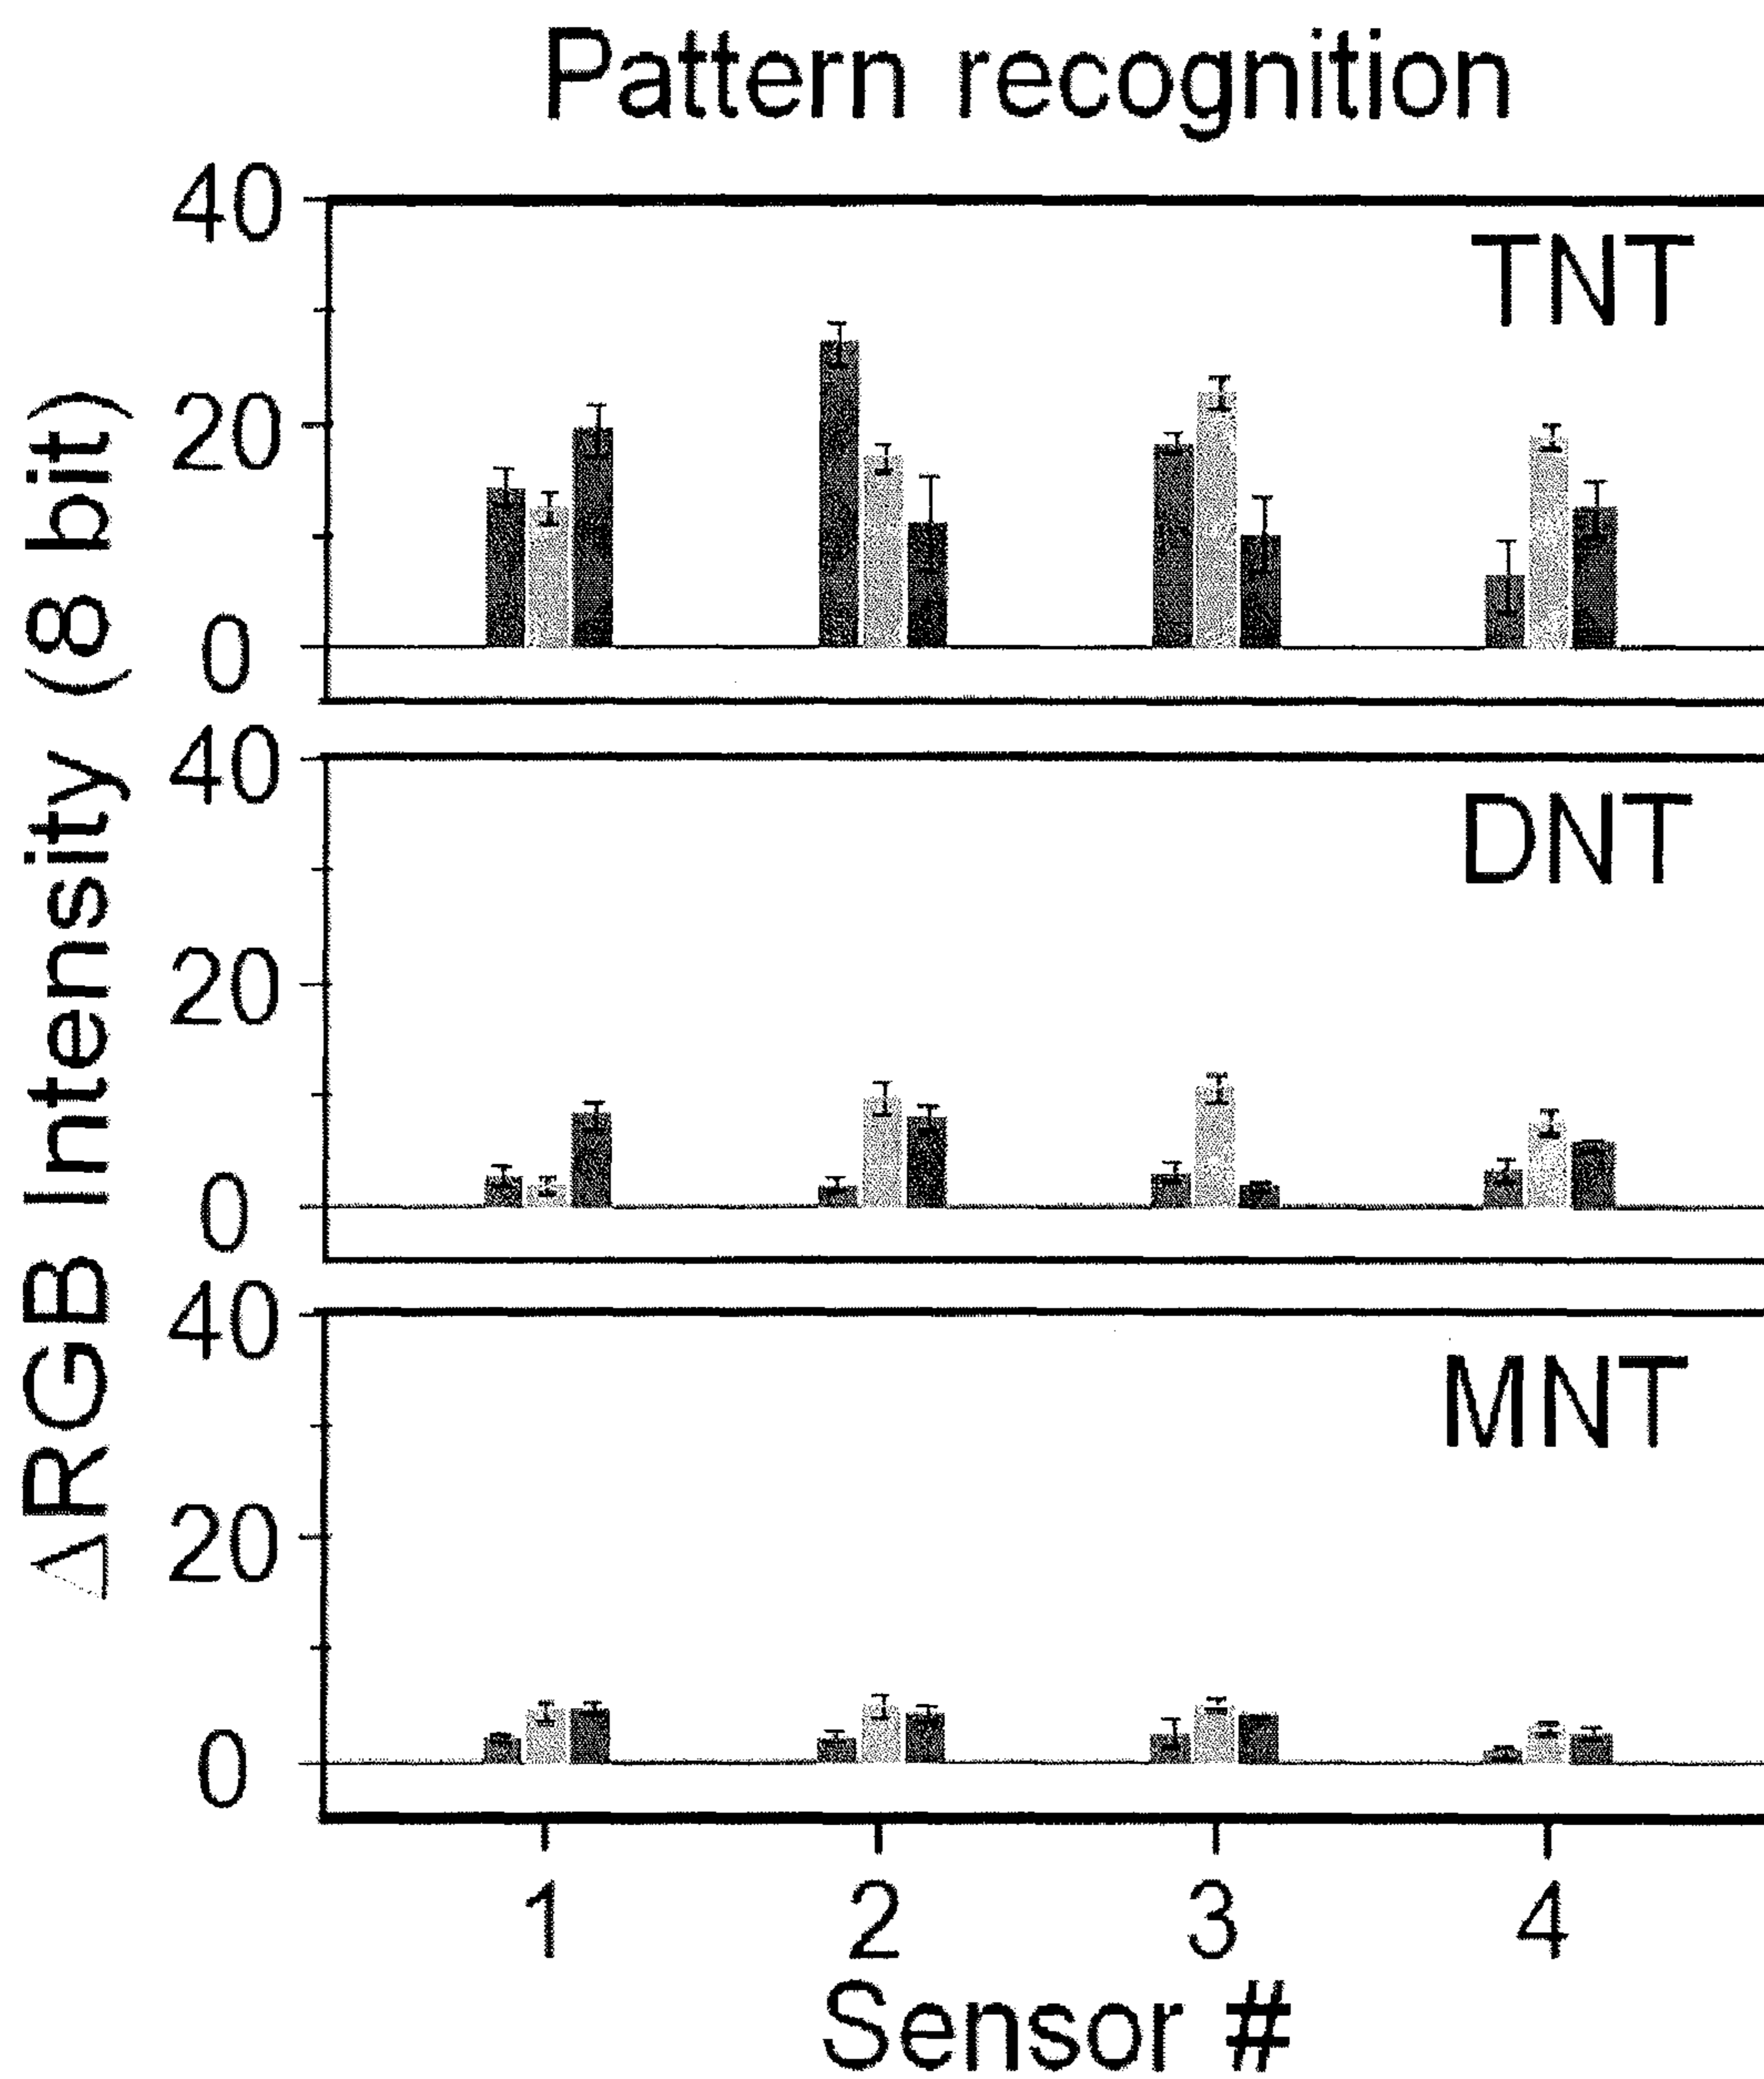 Pattern recognition
ΔRGB Intensity (8 bit)
40
TNT
20
0
40
DNT
20
0
40
MNT
20
0
1 2 3 4
Sensor #